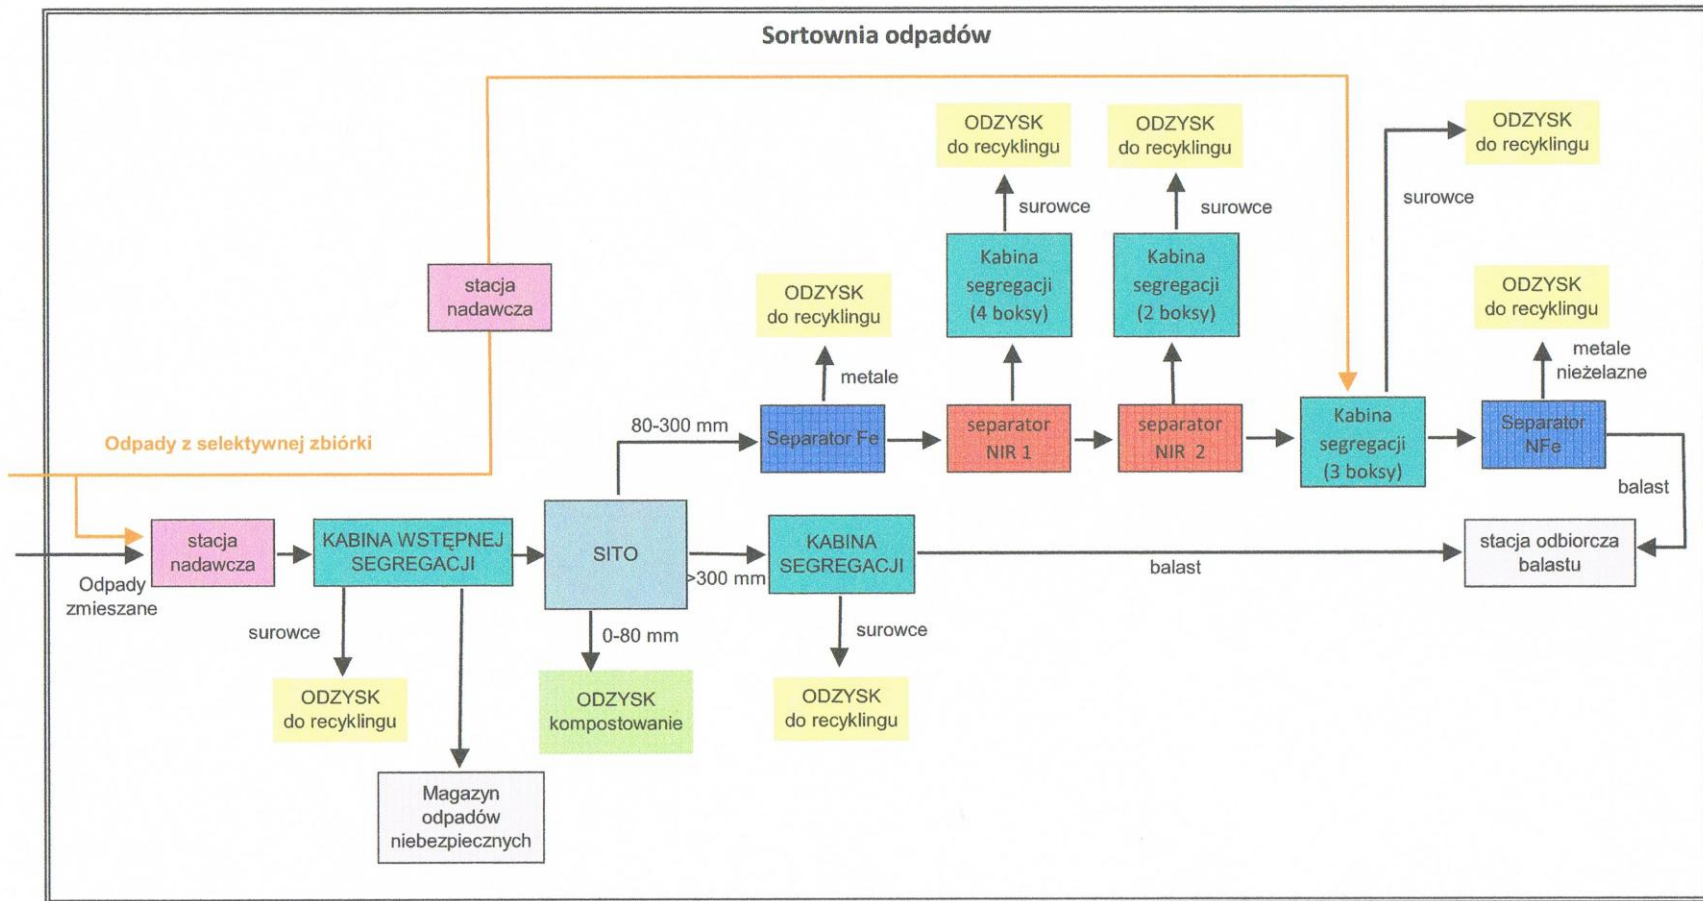 Sortownia odpadów
ODZYSK
do recyklingu
ODZYSK
do recyklingu
ODZYSK
do recyklingu
surowce
surowce
surowce
stacja
nadawcza
Kabina
segregacji
(4 boksy)
Kabina
segregacji
(2 boksy)
ODZYSK
do recyklingu
ODZYSK
do recyklingu
metale
metale
nieżelazne
80-300 mm
Separator Fe
separator
NIR 1
separator
NIR 2
Kabina
segregacji
(3 boksy)
Separator
NFe
Odpady z selektywnej zbiórki
balast
stacja
nadawcza
KABINA WSTĘPNEJ
SEGREGACJI
SITO
>300 mm
KABINA
SEGREGACJI
balast
stacja odbiorcza
balastu
Odpady
zmieszane
surowce
0-80 mm
surowce
ODZYSK
do recyklingu
ODZYSK
kompostowanie
ODZYSK
do recyklingu
Magazyn
odpadów
niebezpiecznych